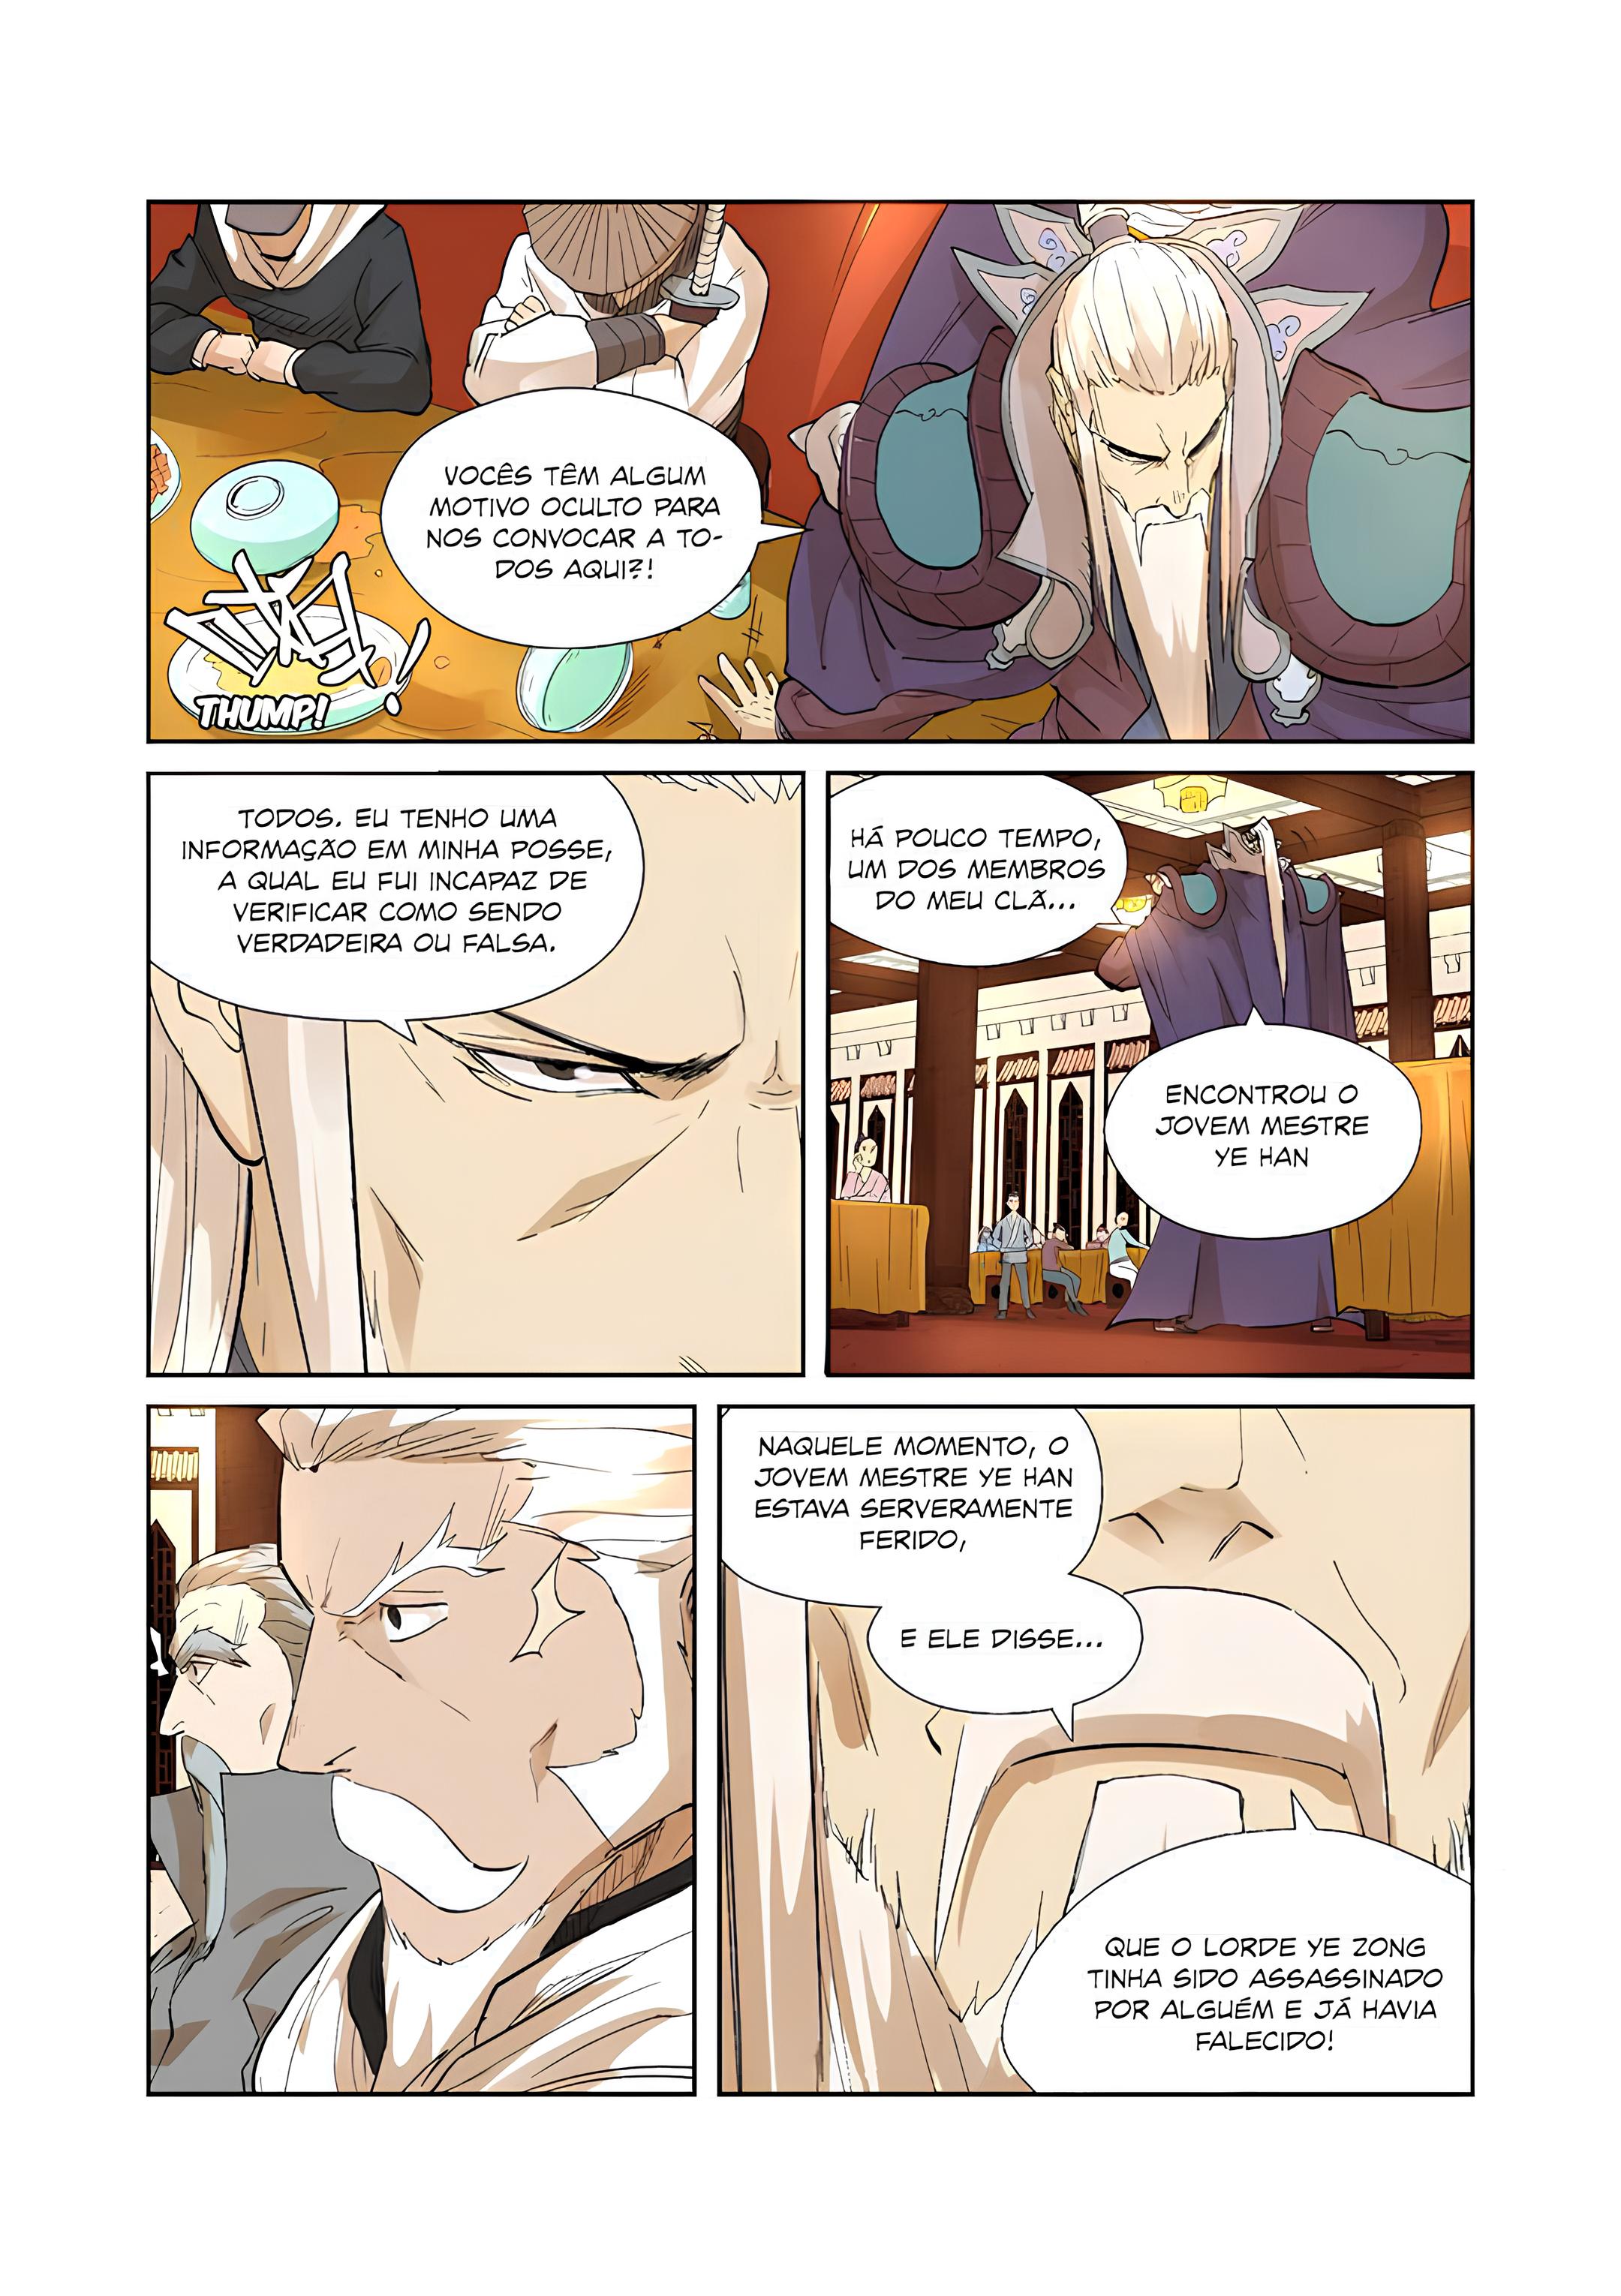 VOCÊS TÊM ALGUM
MOTIVO OCULTO PARA
NOS CONVOCAR A TO-
DOS AQUI?!
THUMP!
TODOS. EU TENHO UMA
INFORMAÇÃO EM MINHA POSSE,
A QUAL EU FUI INCAPAZ DE
VERIFICAR COMO SENDO
VERDADEIRA OU FALSA.
HÁ POUCO TEMPO,
UM DOS MEMBROS
DO MEU CLÃ...
ENCONTROU O
JOVEM MESTRE
YE HAN
NAQUELE MOMENTO, O
JOVEM MESTRE YE HAN
ESTAVA SERVERAMENTE
FERIDO,
E ELE DISSE...
QUE O LORDE YE ZONG
TINHA SIDO ASSASSINADO
POR ALGUÉM E JÁ HAVIA
FALECIDO!